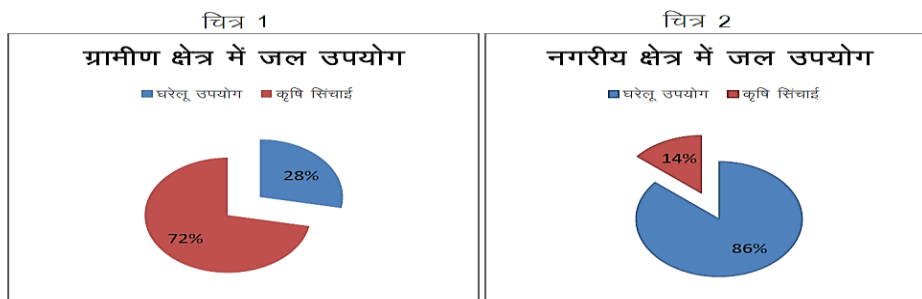 चित्र 1
ग्रामीण क्षेत्र में जल उपयोग
घरेलू उपयोग कृषि सिंचाई
28%
72%
चित्र 2
नगरीय क्षेत्र में जल उपयोग
घरेलू उपयोग कृषि सिंचाई
14%
86%